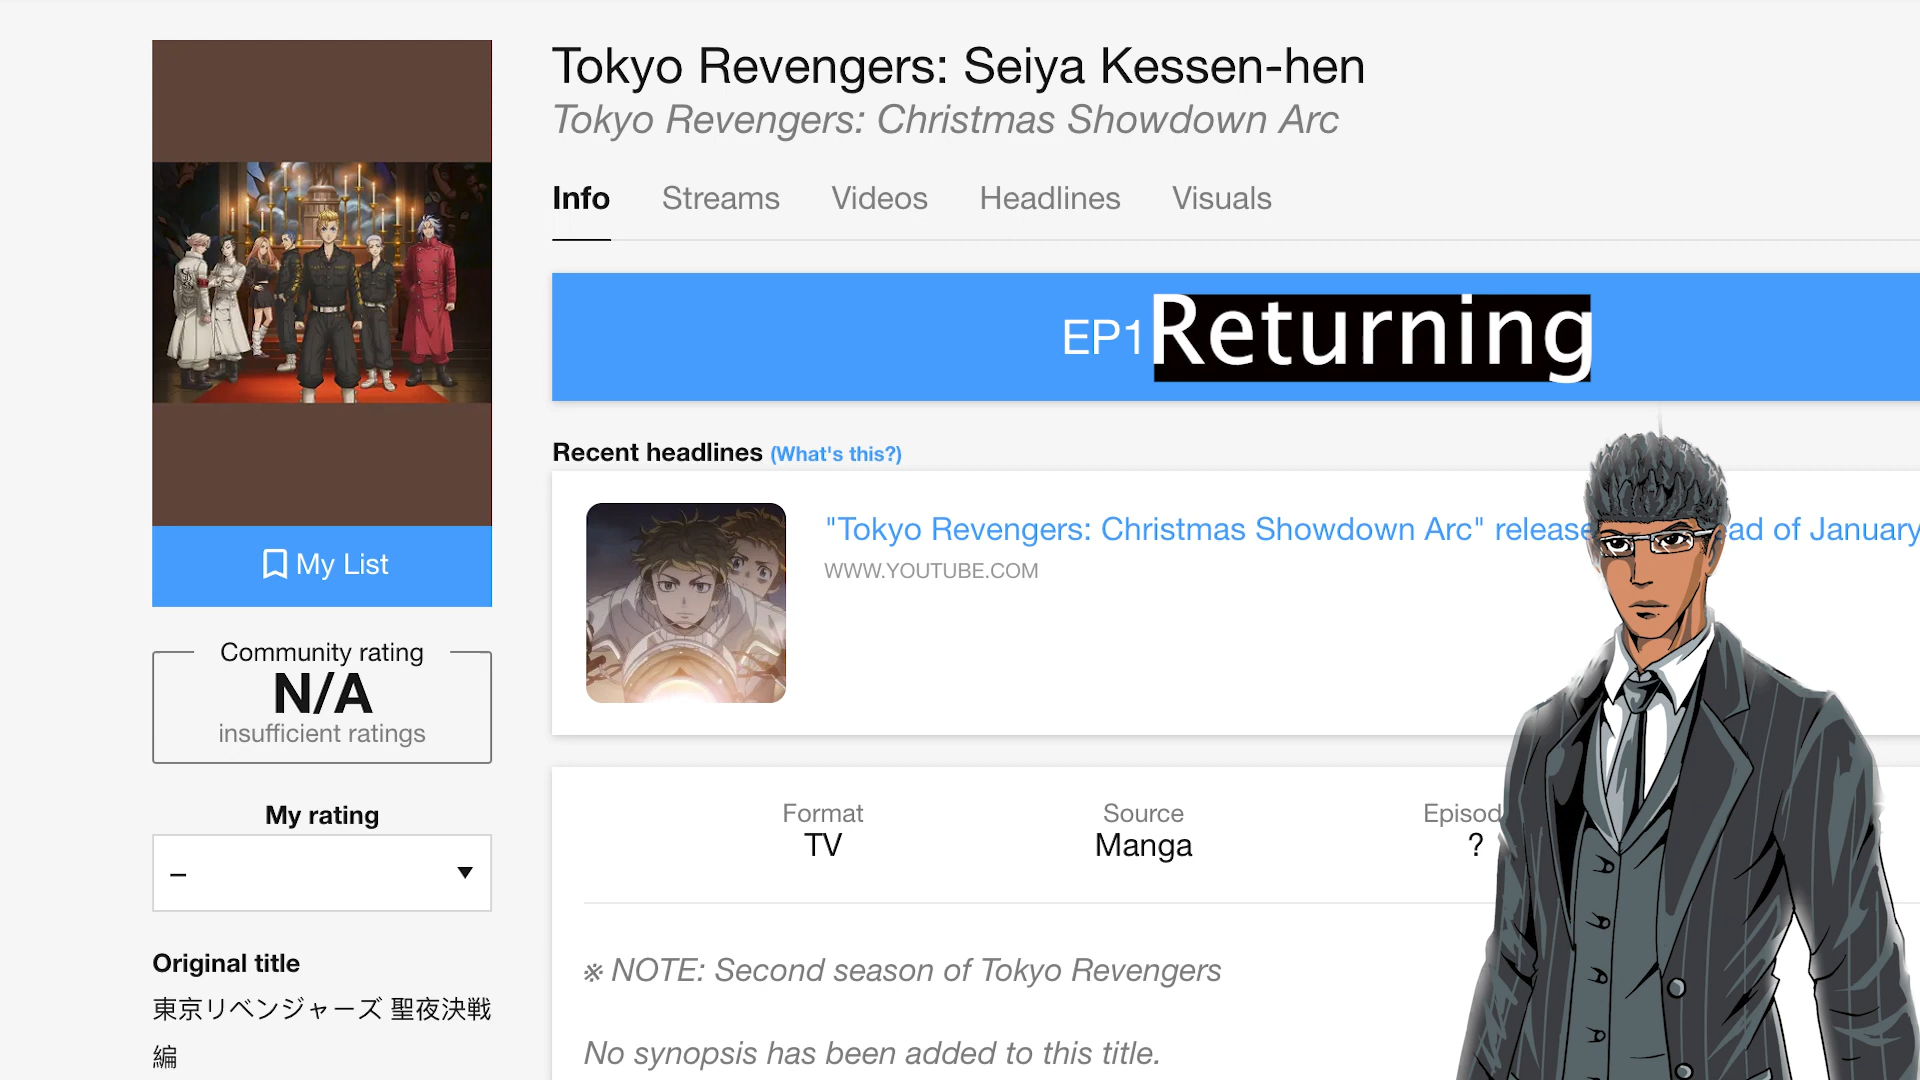 Tokyo Revengers: Seiya Kessen-hen
Tokyo Revengers: Christmas Showdown Arc
Info Streams Videos Headlines Visuals
EP1 Returning
Recent headlines (What's this?)
"Tokyo Revengers: Christmas Showdown Arc" release ad of January
WWW.YOUTUBE.COM
My List
Community rating
N/A
insufficient ratings
My rating
–
Original title
東京リベンジャーズ 聖夜決戦
編
Format Source Episod
TV Manga ?
※ NOTE: Second season of Tokyo Revengers
No synopsis has been added to this title.